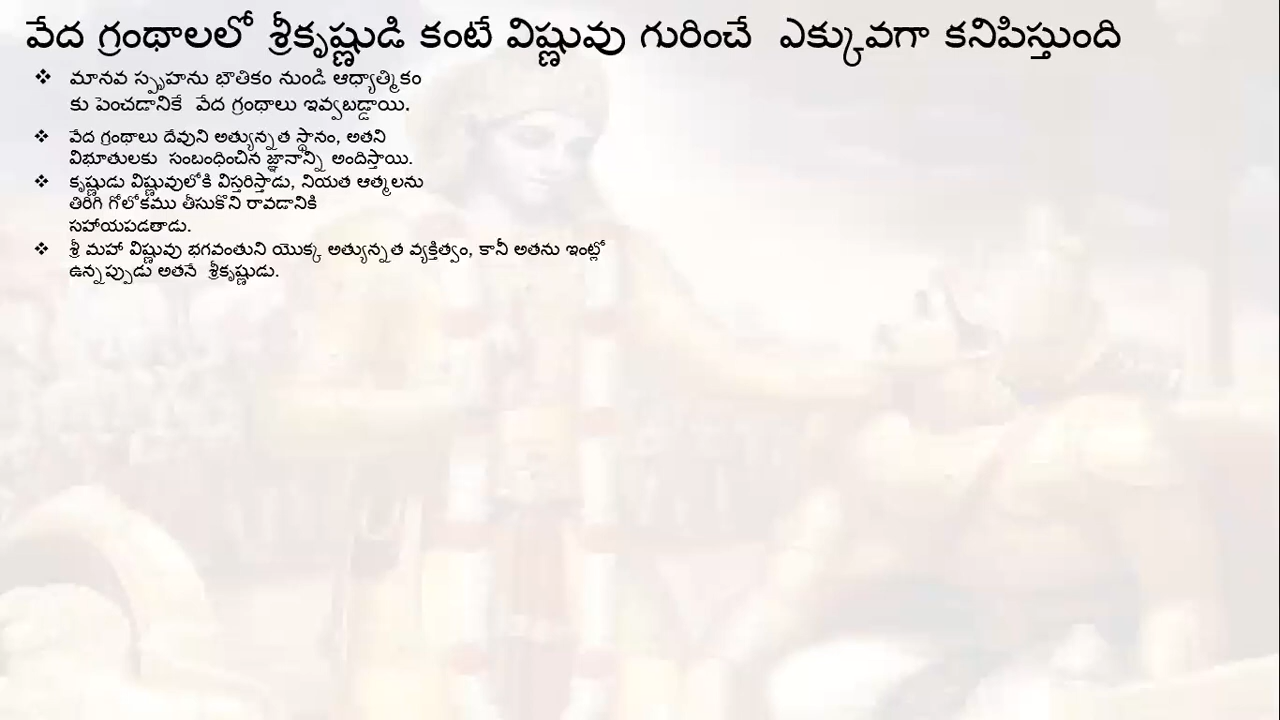 వేద గ్రంథాలలో శ్రీకృష్ణుడి కంటే విష్ణువు గురించే ఎక్కువగా కనిపిస్తుంది
❖ మానవ స్పృహను భౌతికం నుండి ఆధ్యాత్మికం
కు పెంచడానికే వేద గ్రంథాలు ఇవ్వబడ్డాయి.
❖ వేద గ్రంథాలు దేవుని అత్యున్నత స్థానం, అతని
విభూతులకు సంబంధించిన జ్ఞానాన్ని అందిస్తాయి.
❖ కృష్ణుడు విష్ణువులోకి విస్తరిస్తాడు, నియత ఆత్మలను
తిరిగి గోలోకము తీసుకొని రావడానికి
సహాయపడతాడు.
❖ శ్రీ మహా విష్ణువు భగవంతుని యొక్క అత్యున్నత వ్యక్తిత్వం, కానీ అతను ఇంట్లో
ఉన్నప్పుడు అతనే శ్రీకృష్ణుడు.